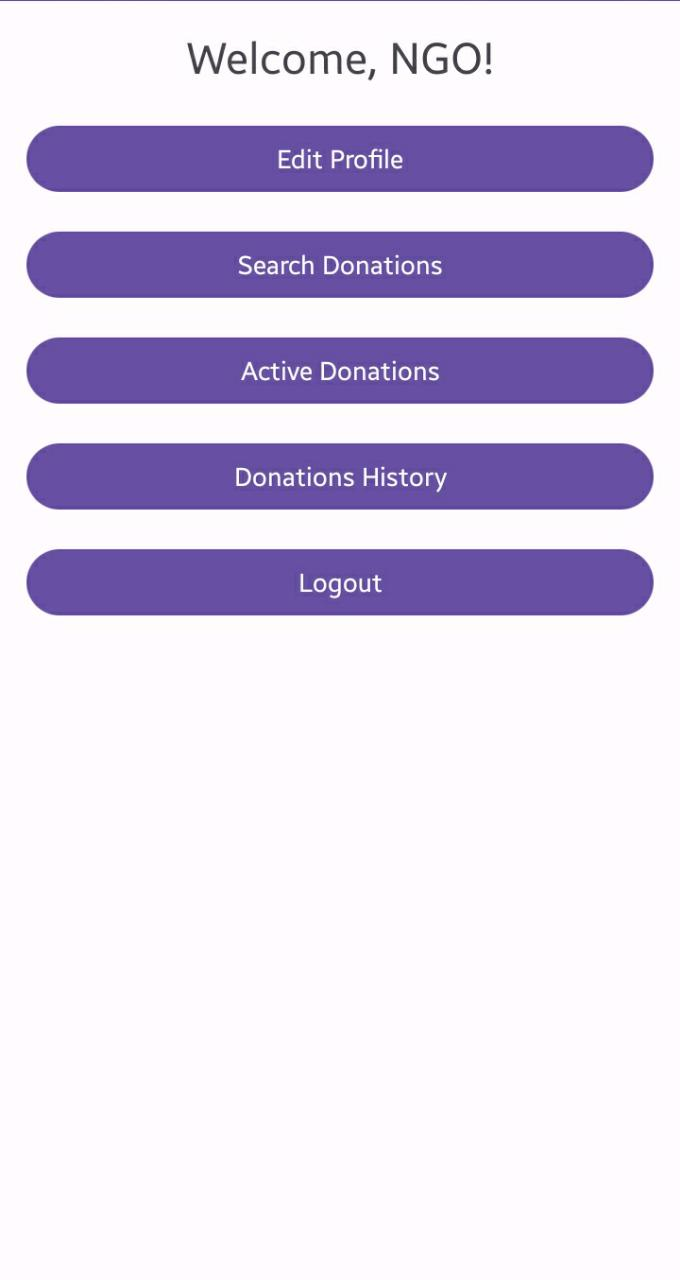 Welcome, NGO!
Edit Profile
Search Donations
Active Donations
Donations History
Logout